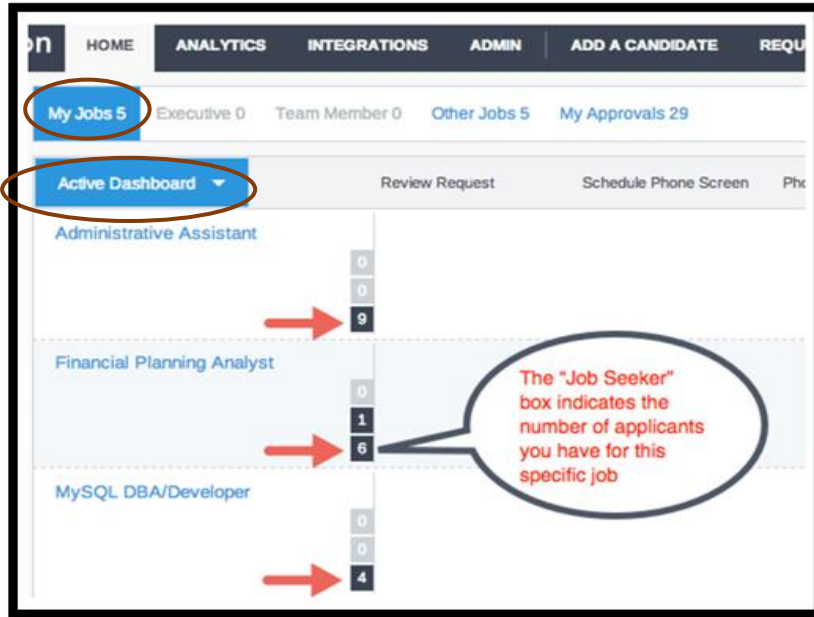 on HOME ANALYTICS INTEGRATIONS ADMIN ADD A CANDIDATE REQU
My Jobs 5 Executive 0 Team Member 0 Other Jobs 5 My Approvals 29
Active Dashboard Review Request Schedule Phone Screen Pho
Administrative Assistant
0
0
9
Financial Planning Analyst
0
1
6
The “Job Seeker”
box indicates the
number of applicants
you have for this
specific job
MySQL DBA/Developer
0
0
4